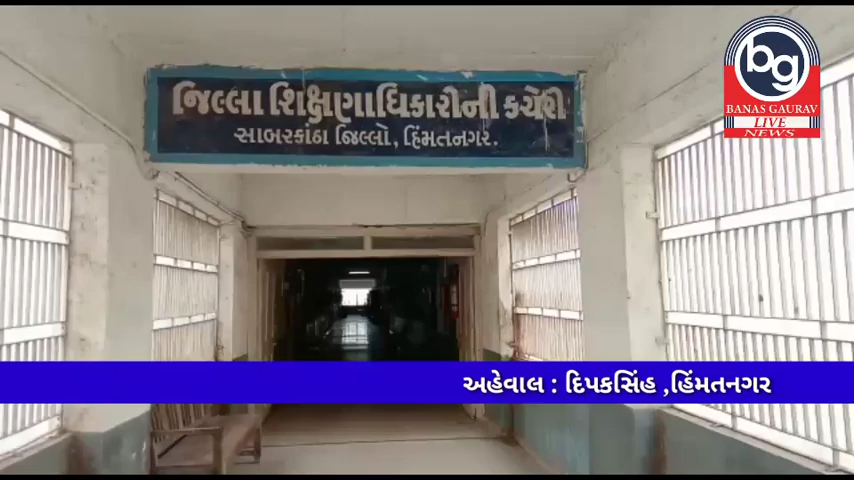 bg
BANAS GAURAV
LIVE
NEWS
જિલ્લા શિક્ષણાધિકારીની કચેરી
સાબરકાંઠા જિલ્લો, હિંમતનગર.
અહેવાલ : દિપકસિંહ ,હિંમતનગર